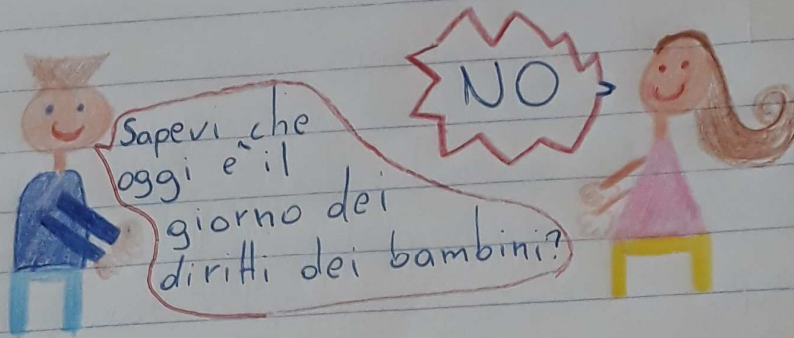 Sapevi che
oggi è il
giorno dei
diritti dei bambini?
NO